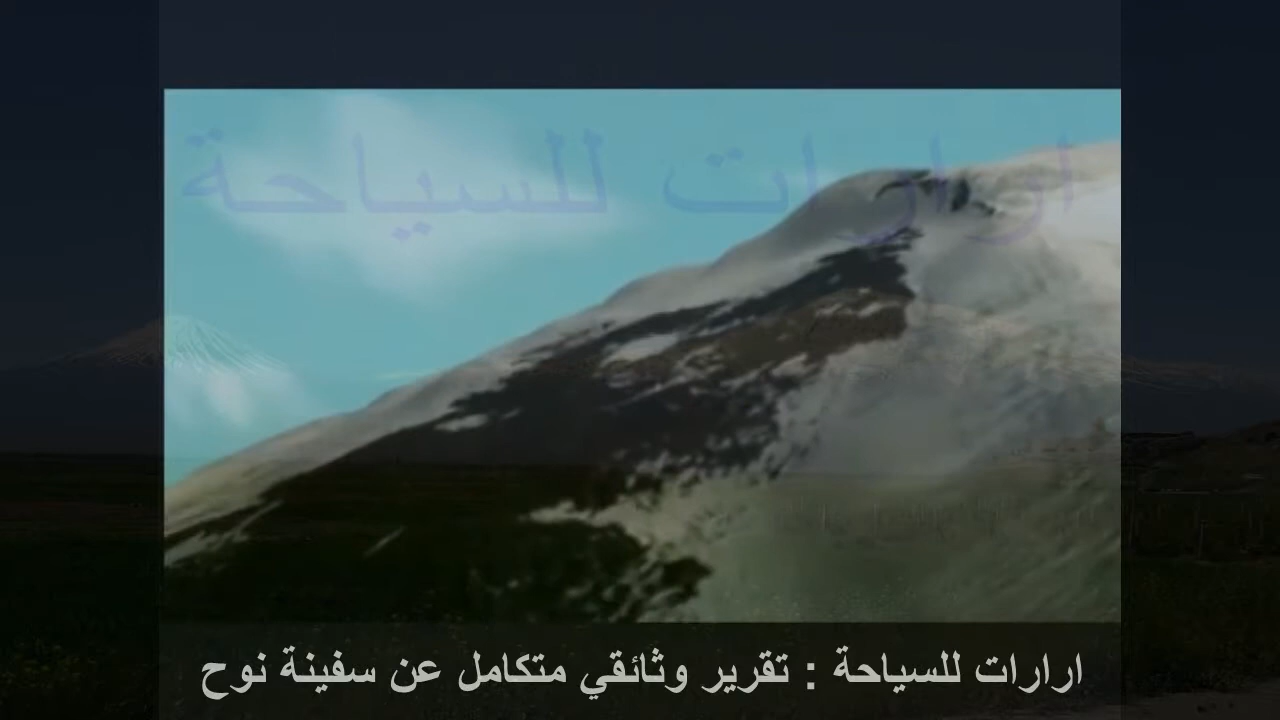 ارارات للسياحة
ارارات للسياحة : تقرير وثائقي متكامل عن سفينة نوح